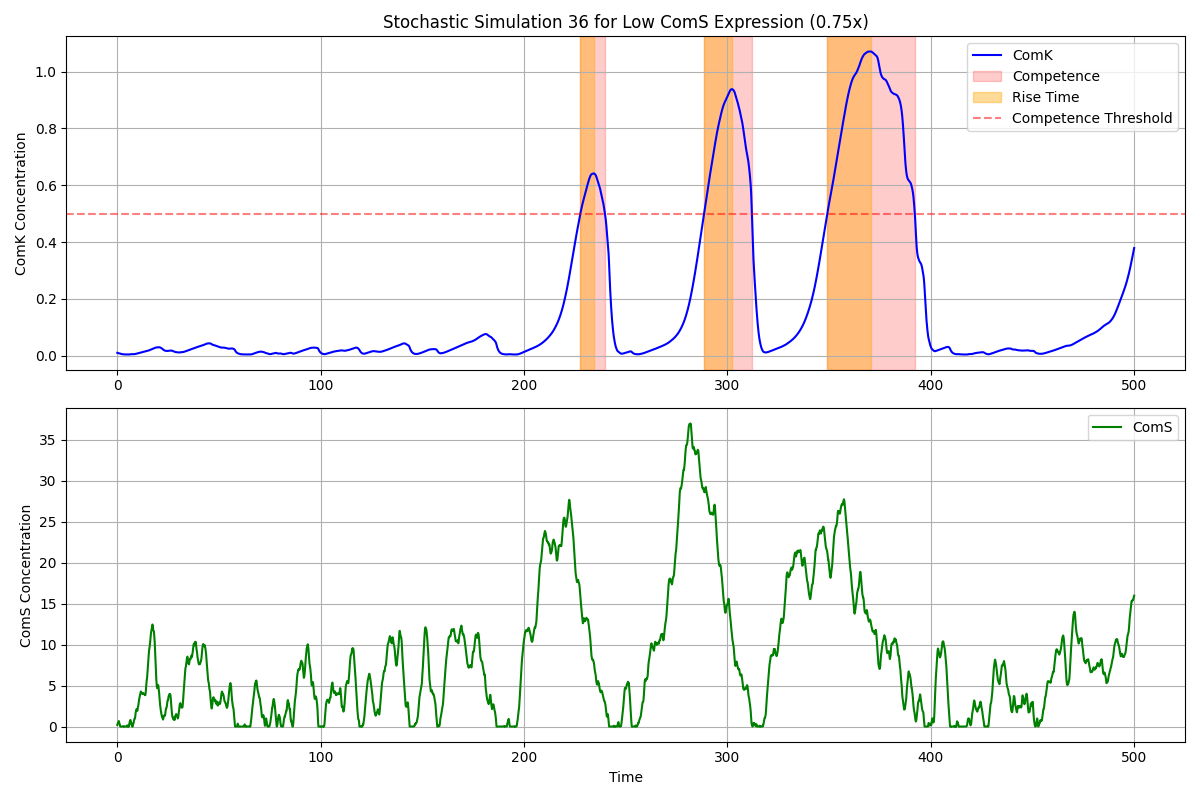 Stochastic Simulation 36 for Low ComS Expression (0.75x)
ComK Concentration
1.0
0.8
0.6
0.4
0.2
0.0
ComK
Competence
Rise Time
Competence Threshold
0 100 200 300 400 500
ComS Concentration
35
30
25
20
15
10
5
0
ComS
0 100 200 300 400 500
Time